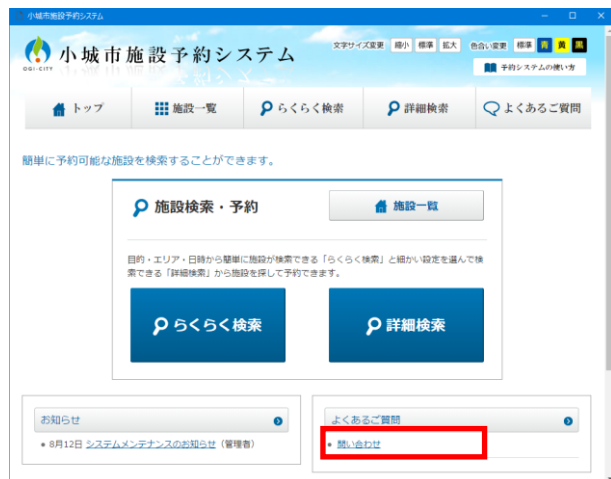 小城市施設予約システム
OGI-CITY
小城市施設予約システム
文字サイズ変更 縮小 標準 拡大 色合い変更 標準 青 黄 黒
予約システムの使い方
トップ 施設一覧 らくらく検索 詳細検索 よくあるご質問
簡単に予約可能な施設を検索することができます。
施設検索・予約 施設一覧
目的・エリア・日時から簡単に施設が検索できる「らくらく検索」と細かい設定を選んで検
索できる「詳細検索」から施設を探して予約できます。
らくらく検索 詳細検索
お知らせ
• 8月12日 システムメンテナンスのお知らせ（管理者）
よくあるご質問
• 問い合わせ